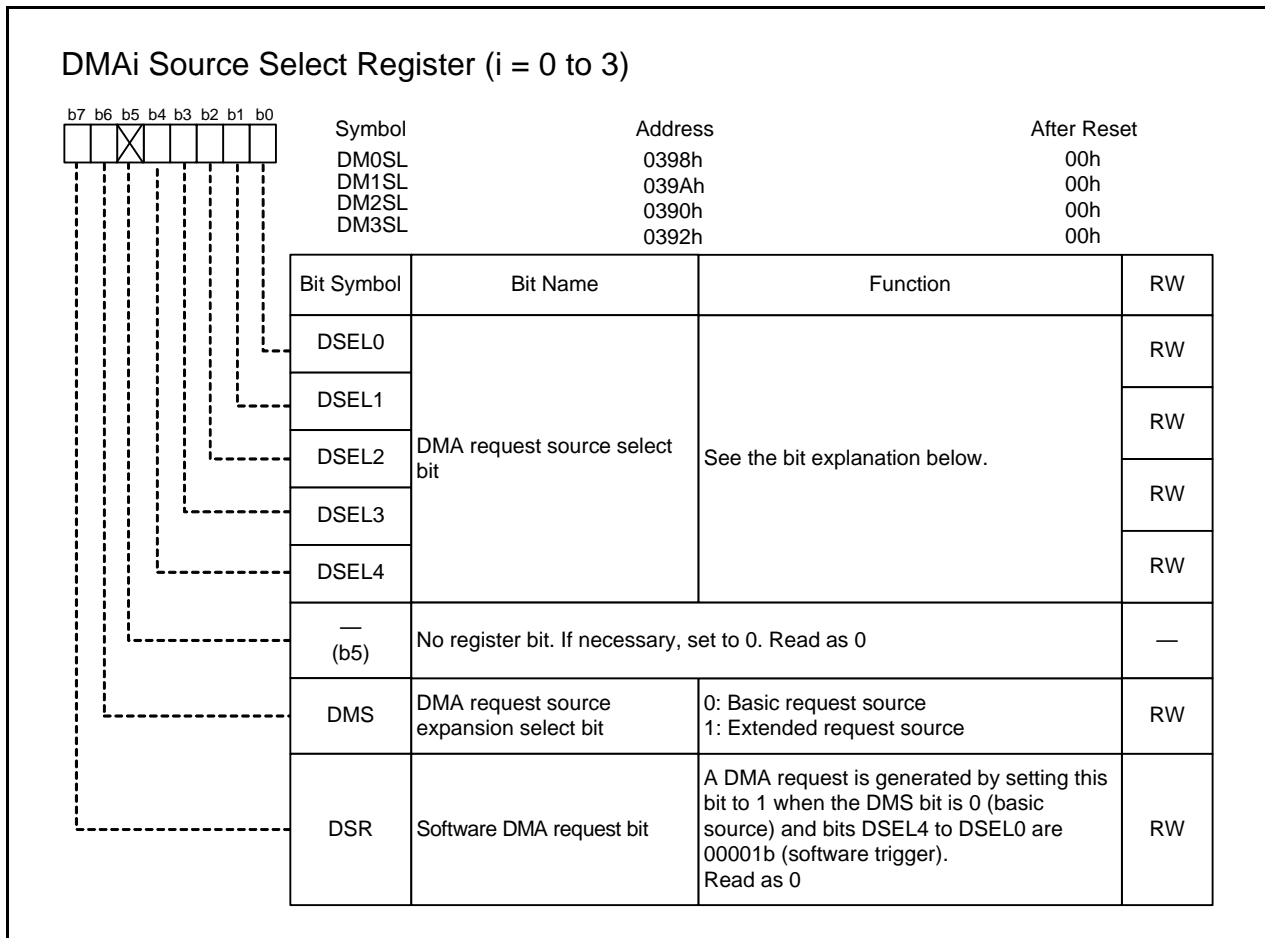 DMAi Source Select Register (i = 0 to 3)
b7 b6 b5 b4 b3 b2 b1 b0
Symbol Address After Reset
DM0SL 0398h 00h
DM1SL 039Ah 00h
DM2SL 0390h 00h
DM3SL 0392h 00h
Bit Symbol Bit Name Function RW
DSEL0 RW
DSEL1 RW
DMA request source select
bit
See the bit explanation below.
DSEL2
DSEL3 RW
DSEL4 RW
—
(b5)
No register bit. If necessary, set to 0. Read as 0 —
DMS
DMA request source
expansion select bit
0: Basic request source
1: Extended request source
RW
DSR
Software DMA request bit
A DMA request is generated by setting this
bit to 1 when the DMS bit is 0 (basic
source) and bits DSEL4 to DSEL0 are
00001b (software trigger).
Read as 0
RW